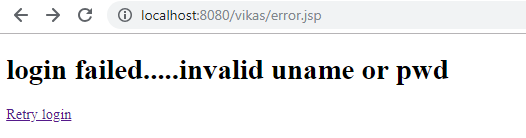 localhost:8080/vikas/error.jsp
login failed.....invalid uname or pwd
Retry login